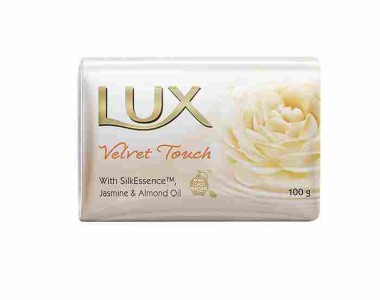 LUX
Velvet Touch
With SilkEssence™,
Jasmine & Almond Oil
100 g